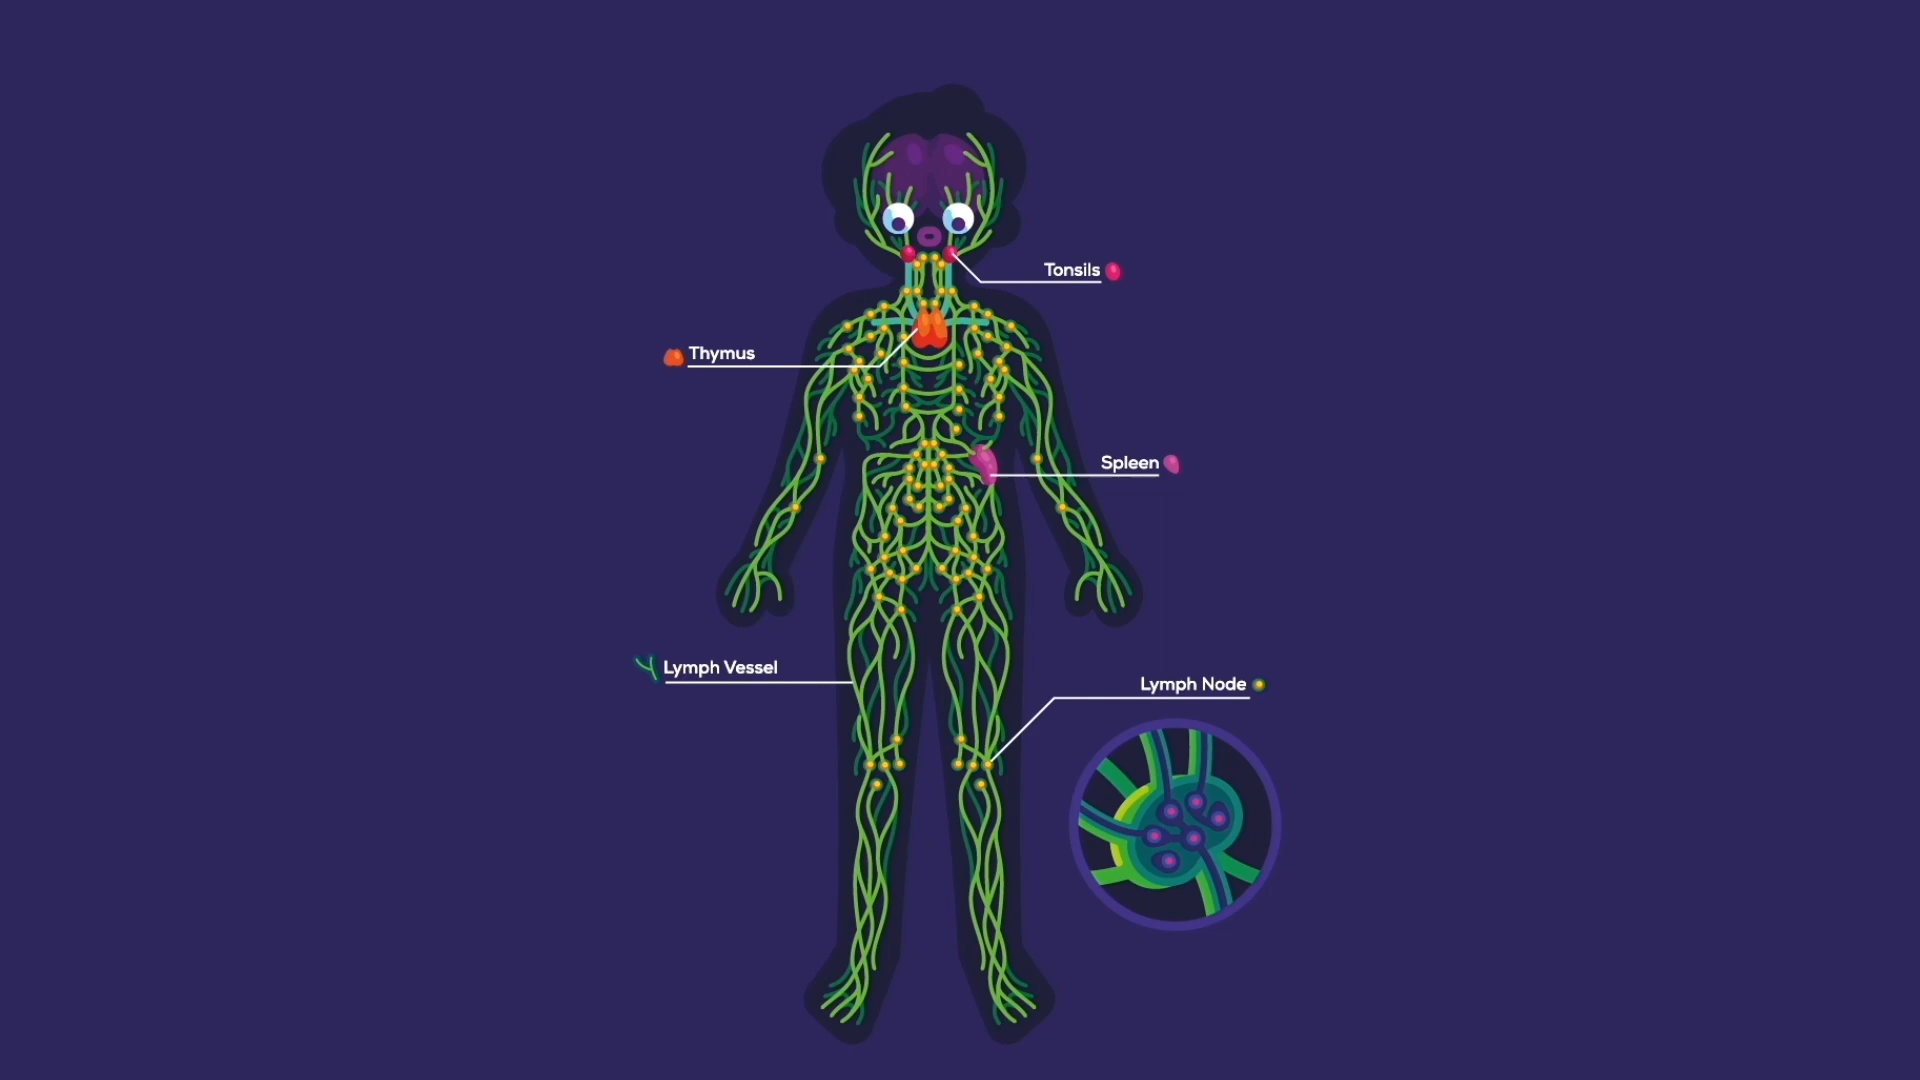 Tonsils
Thymus
Spleen
Lymph Vessel
Lymph Node